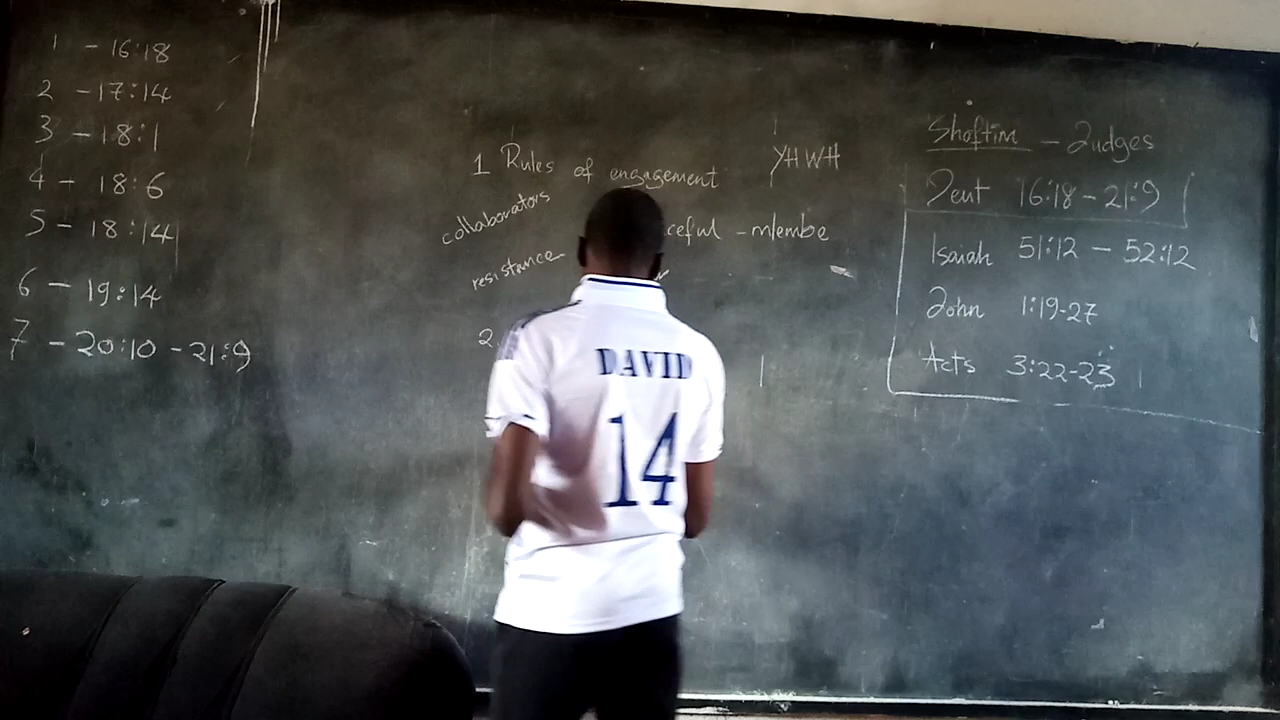 1 - 16:18
2 - 17:14
3 - 18:1
4 - 18:6
5 - 18:14
6 - 19:14
7 - 20:10 - 21:9
1 Rules of engagement YHWH
collaborators
ceful - mlembe
resistance
2.
DAVID
14
Shoftim - Judges
Deut 16:18 - 21:9
Isaiah 51:12 - 52:12
John 1:19-27
Acts 3:22-23